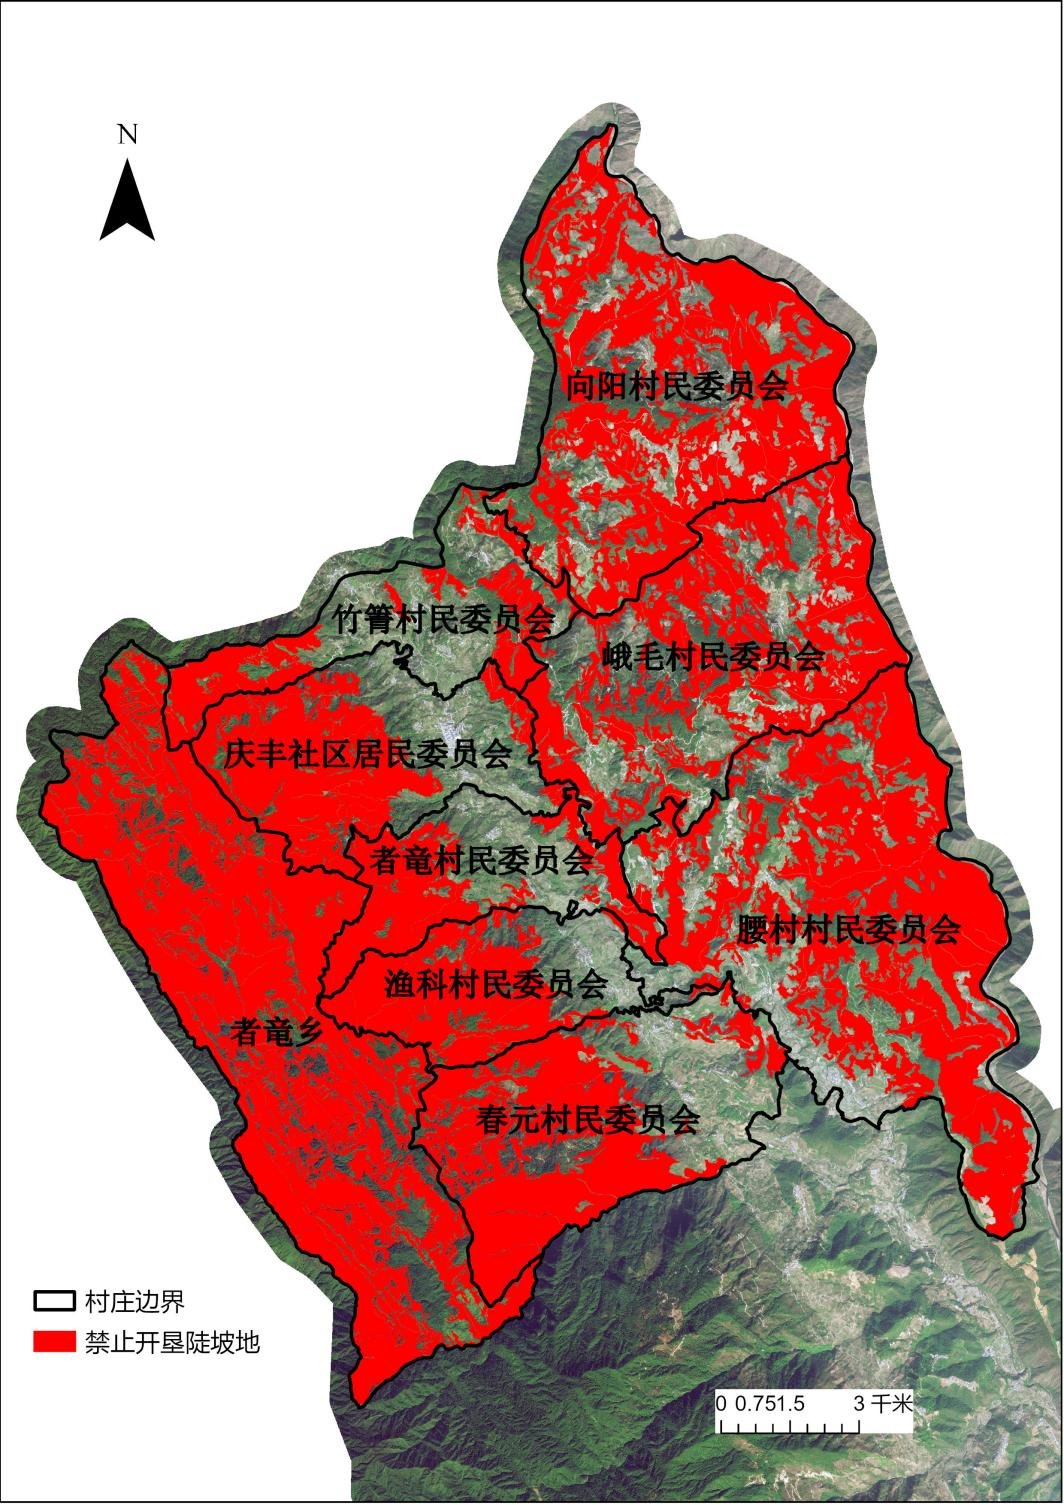 N
向阳村民委员会
竹箐村民委员会
峨毛村民委员会
庆丰社区居民委员会
者竜村民委员会
腰村村民委员会
渔科村民委员会
者竜乡
春元村民委员会
村庄边界
禁止开垦陡坡地
0 0.751.5 3 千米